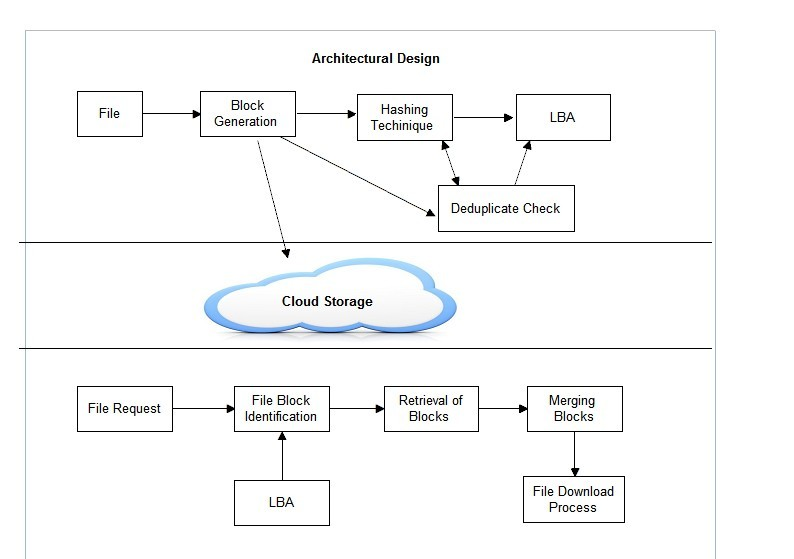 Architectural Design
File
Block
Generation
Hashing
Techinique
LBA
Deduplicate Check
Cloud Storage
File Request
File Block
Identification
Retrieval of
Blocks
Merging
Blocks
LBA
File Download
Process